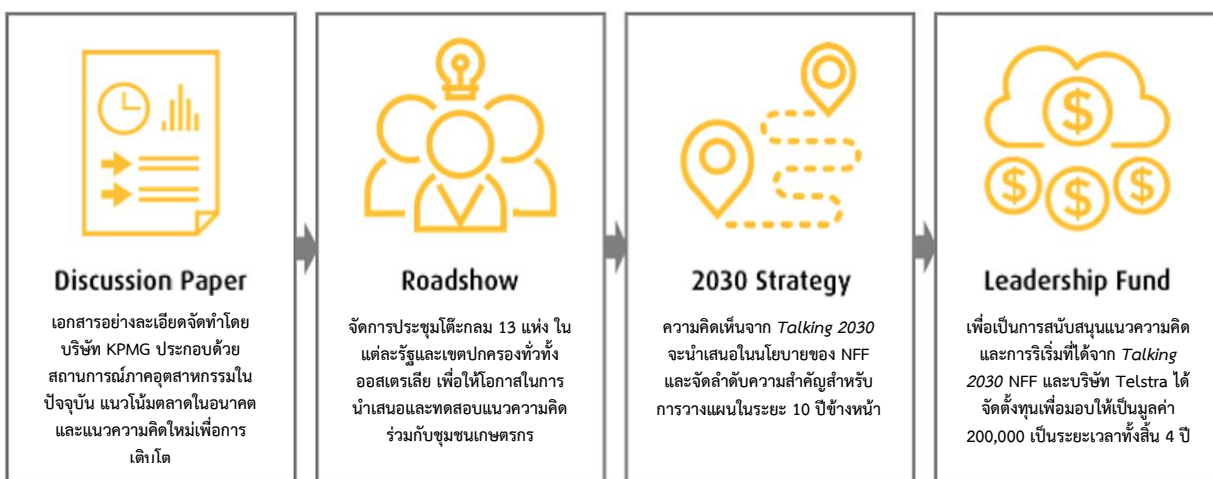 Discussion Paper
เอกสารอย่างละเอียดจัดทำโดย
บริษัท KPMG ประกอบด้วย
สถานการณ์ภาคอุตสาหกรรมใน
ปัจจุบัน แนวโน้มตลาดในอนาคต
และแนวความคิดใหม่เพื่อการ
เติบโต
Roadshow
จัดการประชุมโต๊ะกลม 13 แห่ง ใน
แต่ละรัฐและเขตปกครองทั่วทั้ง
ออสเตรเลีย เพื่อให้โอกาสในการ
นำเสนอและทดสอบแนวความคิด
ร่วมกับชุมชนเกษตรกร
2030 Strategy
ความคิดเห็นจาก Talking 2030
จะนำเสนอในนโยบายของ NFF
และจัดลำดับความสำคัญสำหรับ
การวางแผนในระยะ 10 ปีข้างหน้า
Leadership Fund
เพื่อเป็นการสนับสนุนแนวความคิด
และการริเริ่มที่ได้จาก Talking
2030 NFF และบริษัท Telstra ได้
จัดตั้งทุนเพื่อมอบให้เป็นมูลค่า
200,000 เป็นระยะเวลาทั้งสิ้น 4 ปี